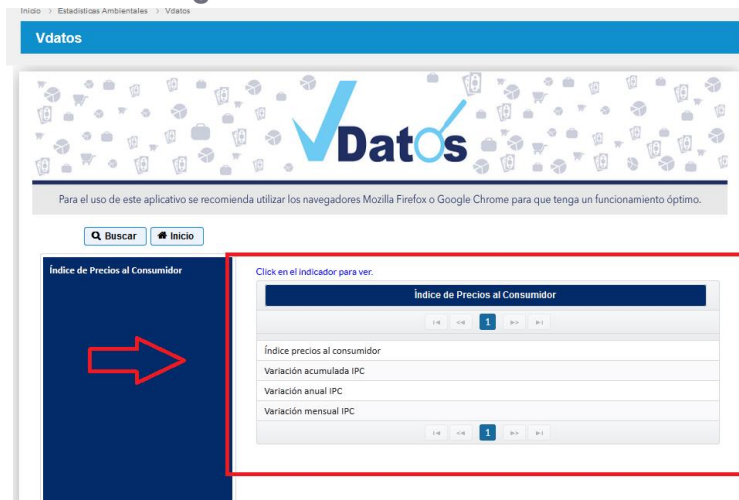 Inicio > Estadísticas Ambientales > Vdatos
Vdatos
VDatos
Para el uso de este aplicativo se recomienda utilizar los navegadores Mozilla Firefox o Google Chrome para que tenga un funcionamiento óptimo.
Buscar Inicio
Índice de Precios al Consumidor
Click en el indicador para ver.
Índice de Precios al Consumidor
1
Índice precios al consumidor
Variación acumulada IPC
Variación anual IPC
Variación mensual IPC
1